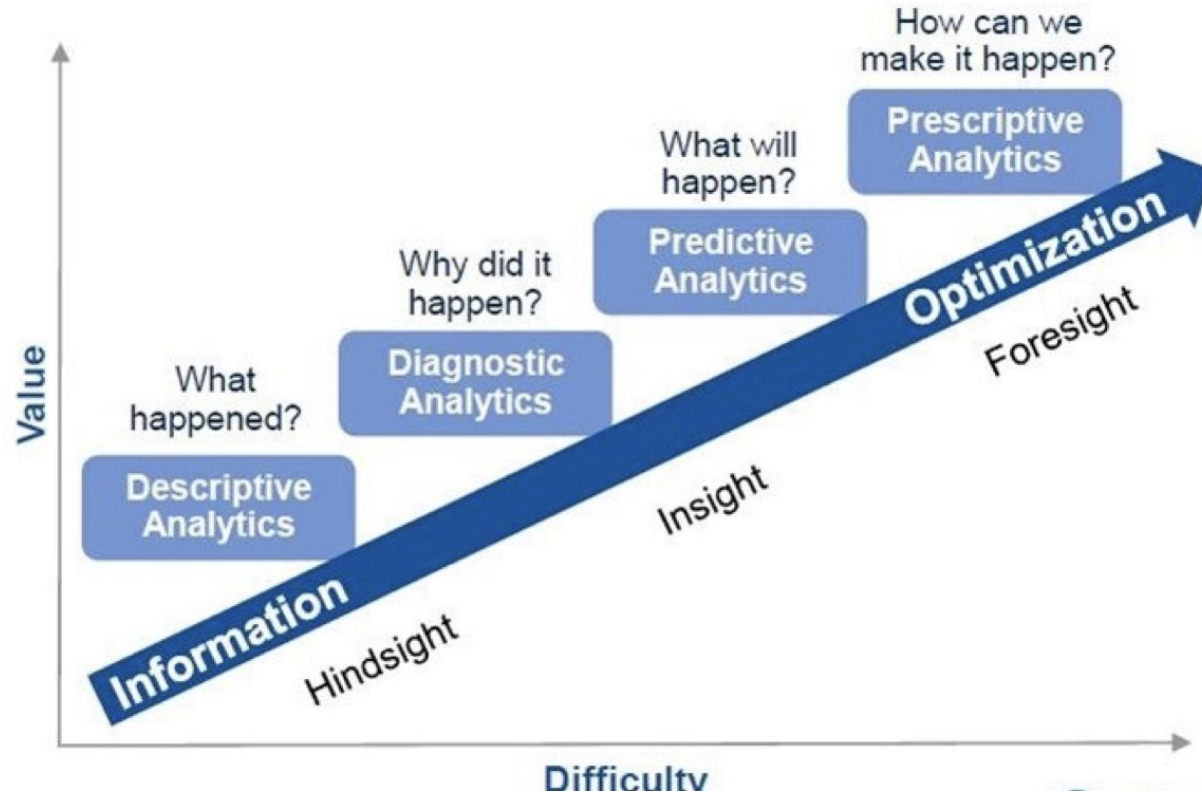 How can we
make it happen?
Prescriptive
Analytics
What will
happen?
Predictive
Analytics
Why did it
happen?
Diagnostic
Analytics
What
happened?
Descriptive
Analytics
Value
Information
Optimization
Hindsight
Insight
Foresight
Difficulty